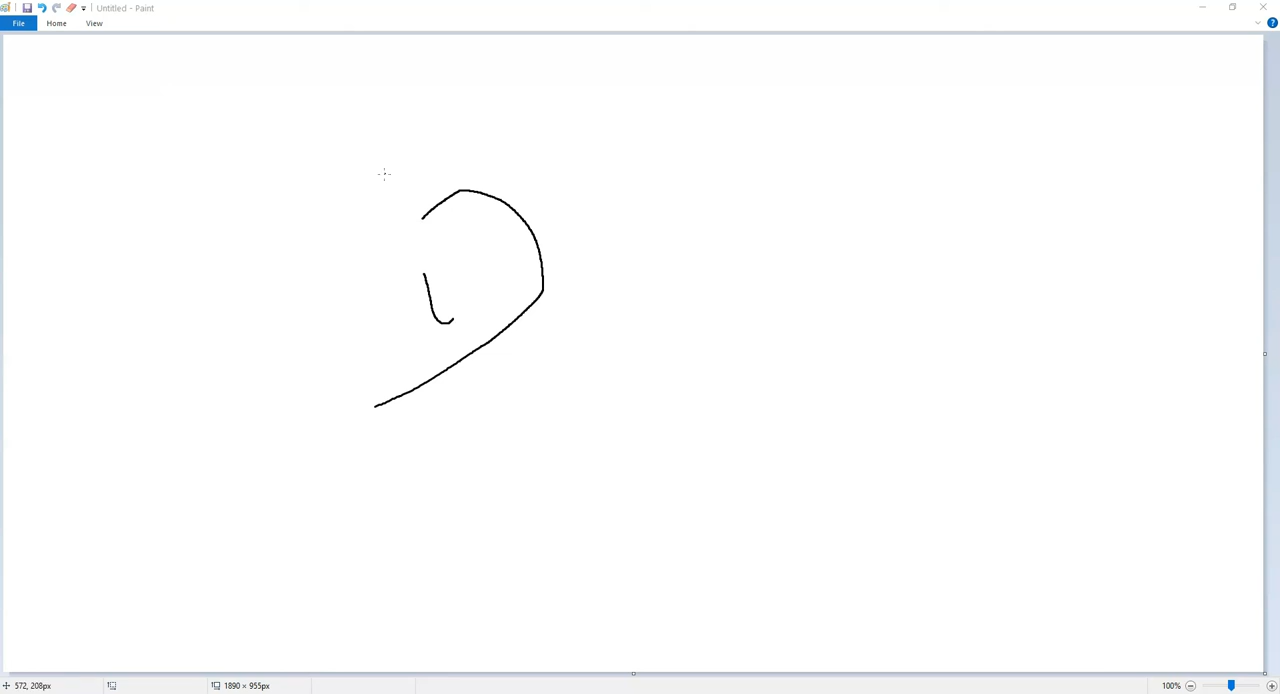 Untitled - Paint
File Home View
572, 208px 1890 × 955px 100%